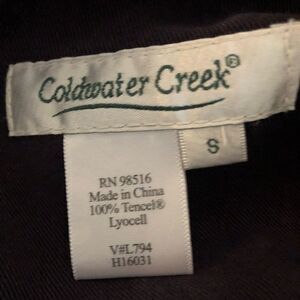 Coldwater Creek®
S
RN 98516
Made in China
100% Tencel®
Lyocell
V#L794
H16031